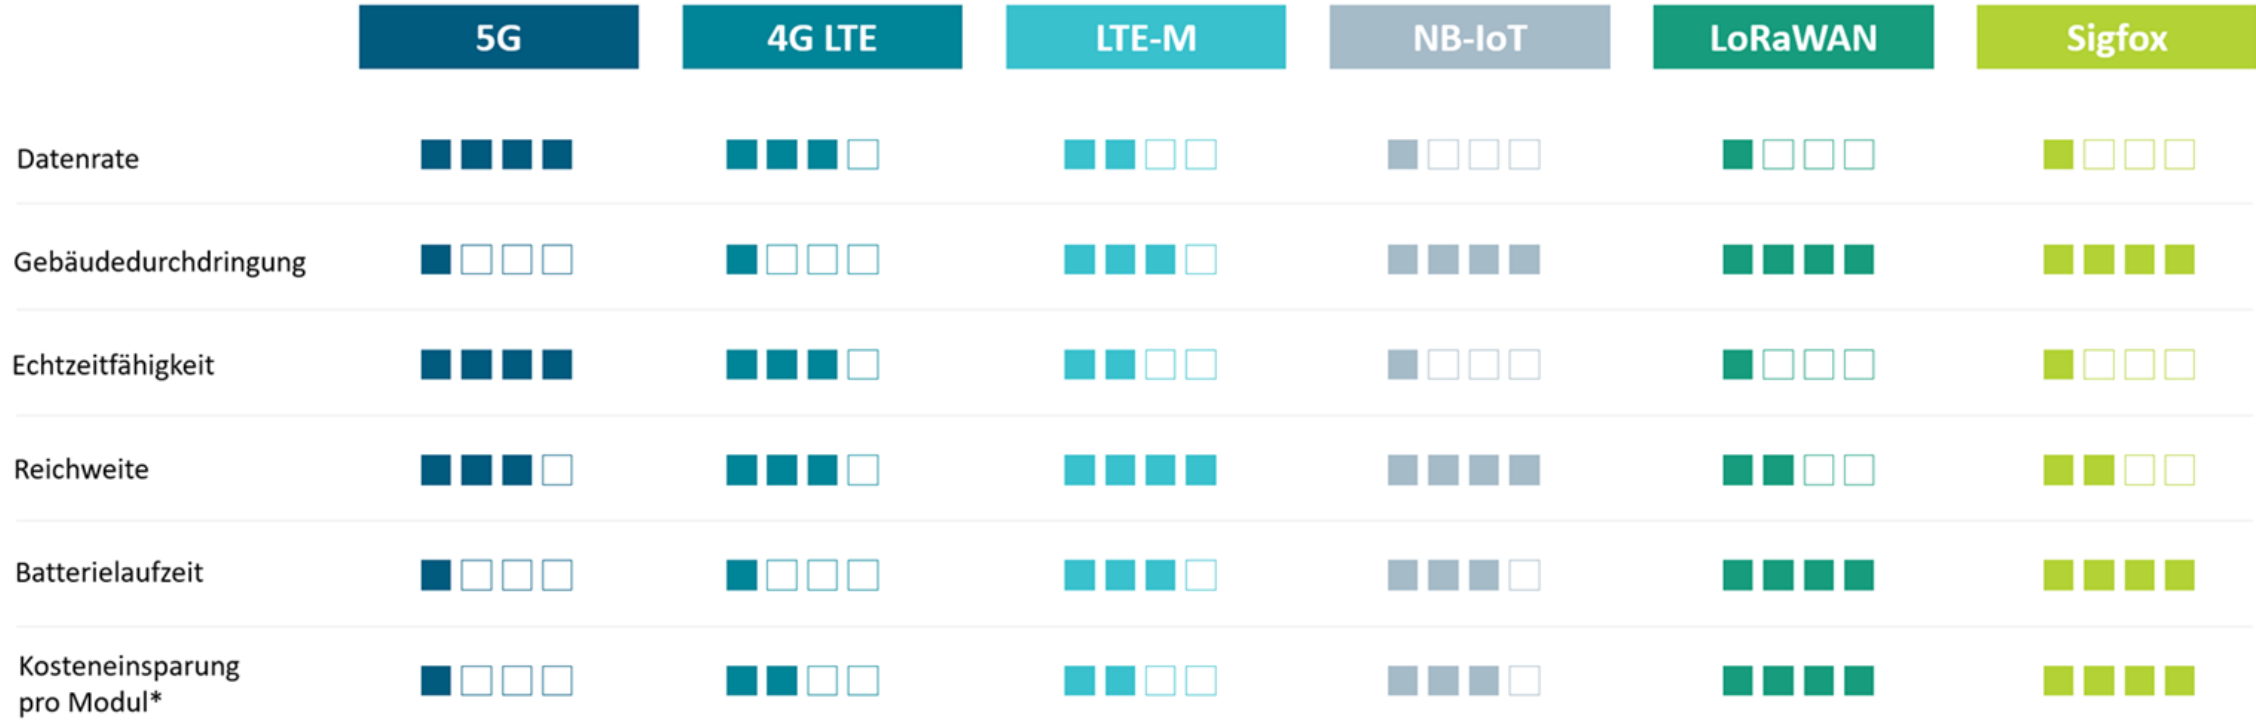 5G 4G LTE LTE-M NB-IoT LoRaWAN Sigfox
Datenrate
Gebäudedurchdringung
Echtzeitfähigkeit
Reichweite
Batterielaufzeit
Kosteneinsparung
pro Modul*